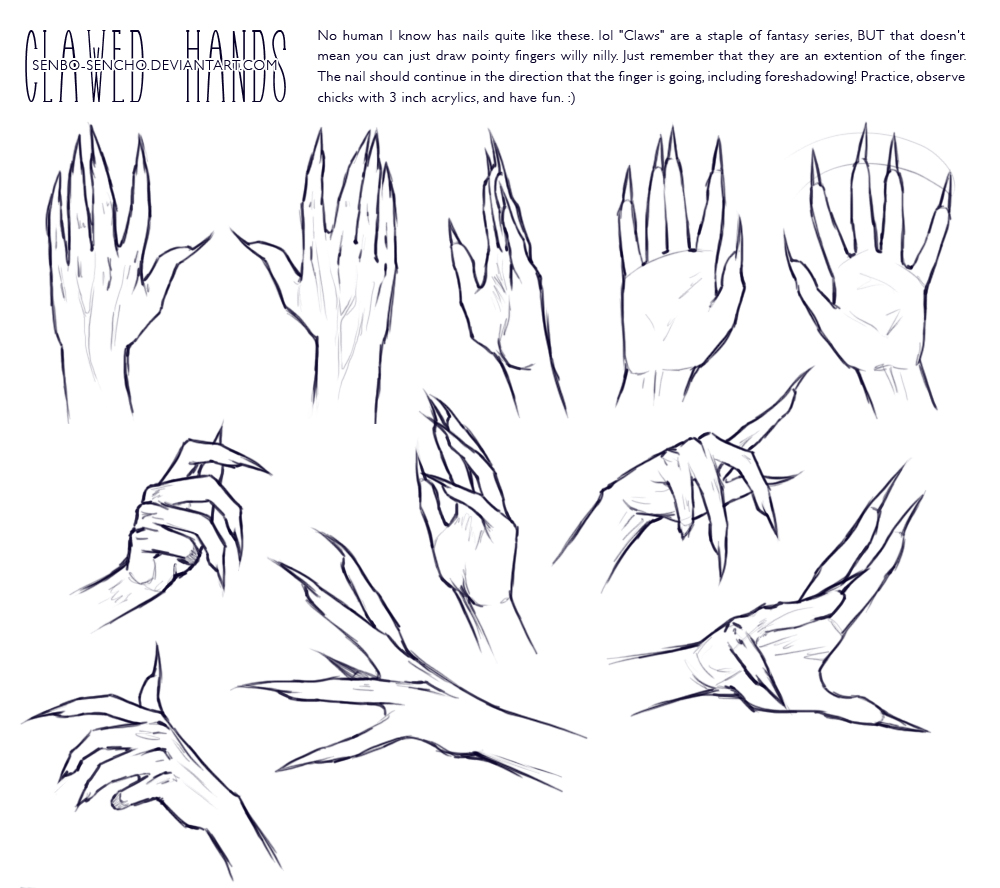 CLAWED HANDS
SENBO-SENCHO.DEVIANTART.COM
No human I know has nails quite like these. lol "Claws" are a staple of fantasy series, BUT that doesn't
mean you can just draw pointy fingers willy nilly. Just remember that they are an extention of the finger.
The nail should continue in the direction that the finger is going, including foreshadowing! Practice, observe
chicks with 3 inch acrylics, and have fun. :)